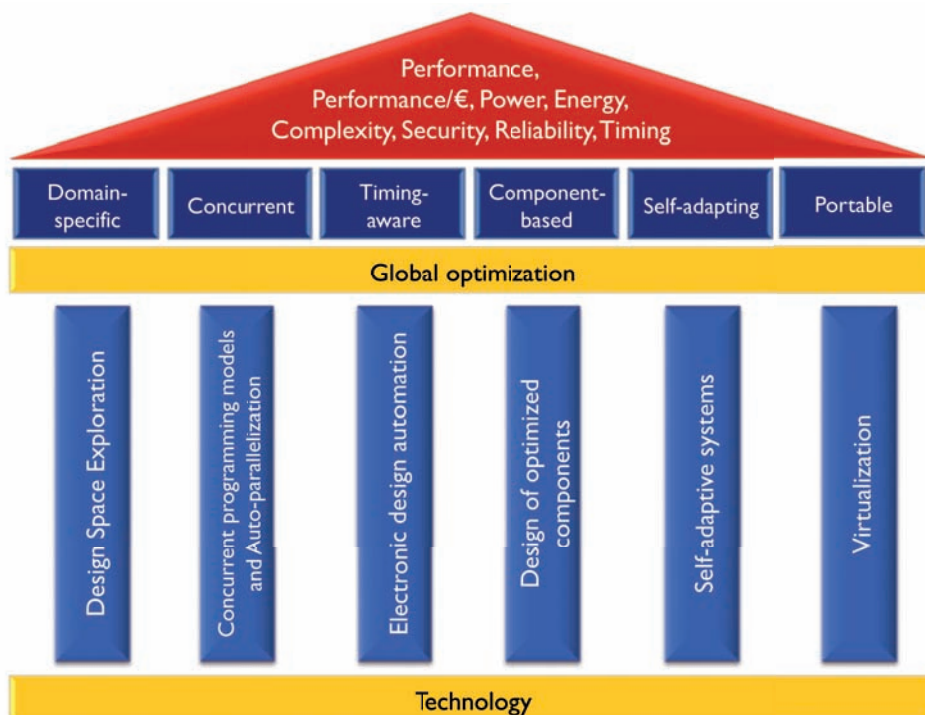 Performance,
Performance/€, Power, Energy,
Complexity, Security, Reliability, Timing
Domain-
specific
Concurrent
Timing-
aware
Component-
based
Self-adapting
Portable
Global optimization
Design Space Exploration
Concurrent programming models
and Auto-parallelization
Electronic design automation
Design of optimized
components
Self-adaptive systems
Virtualization
Technology